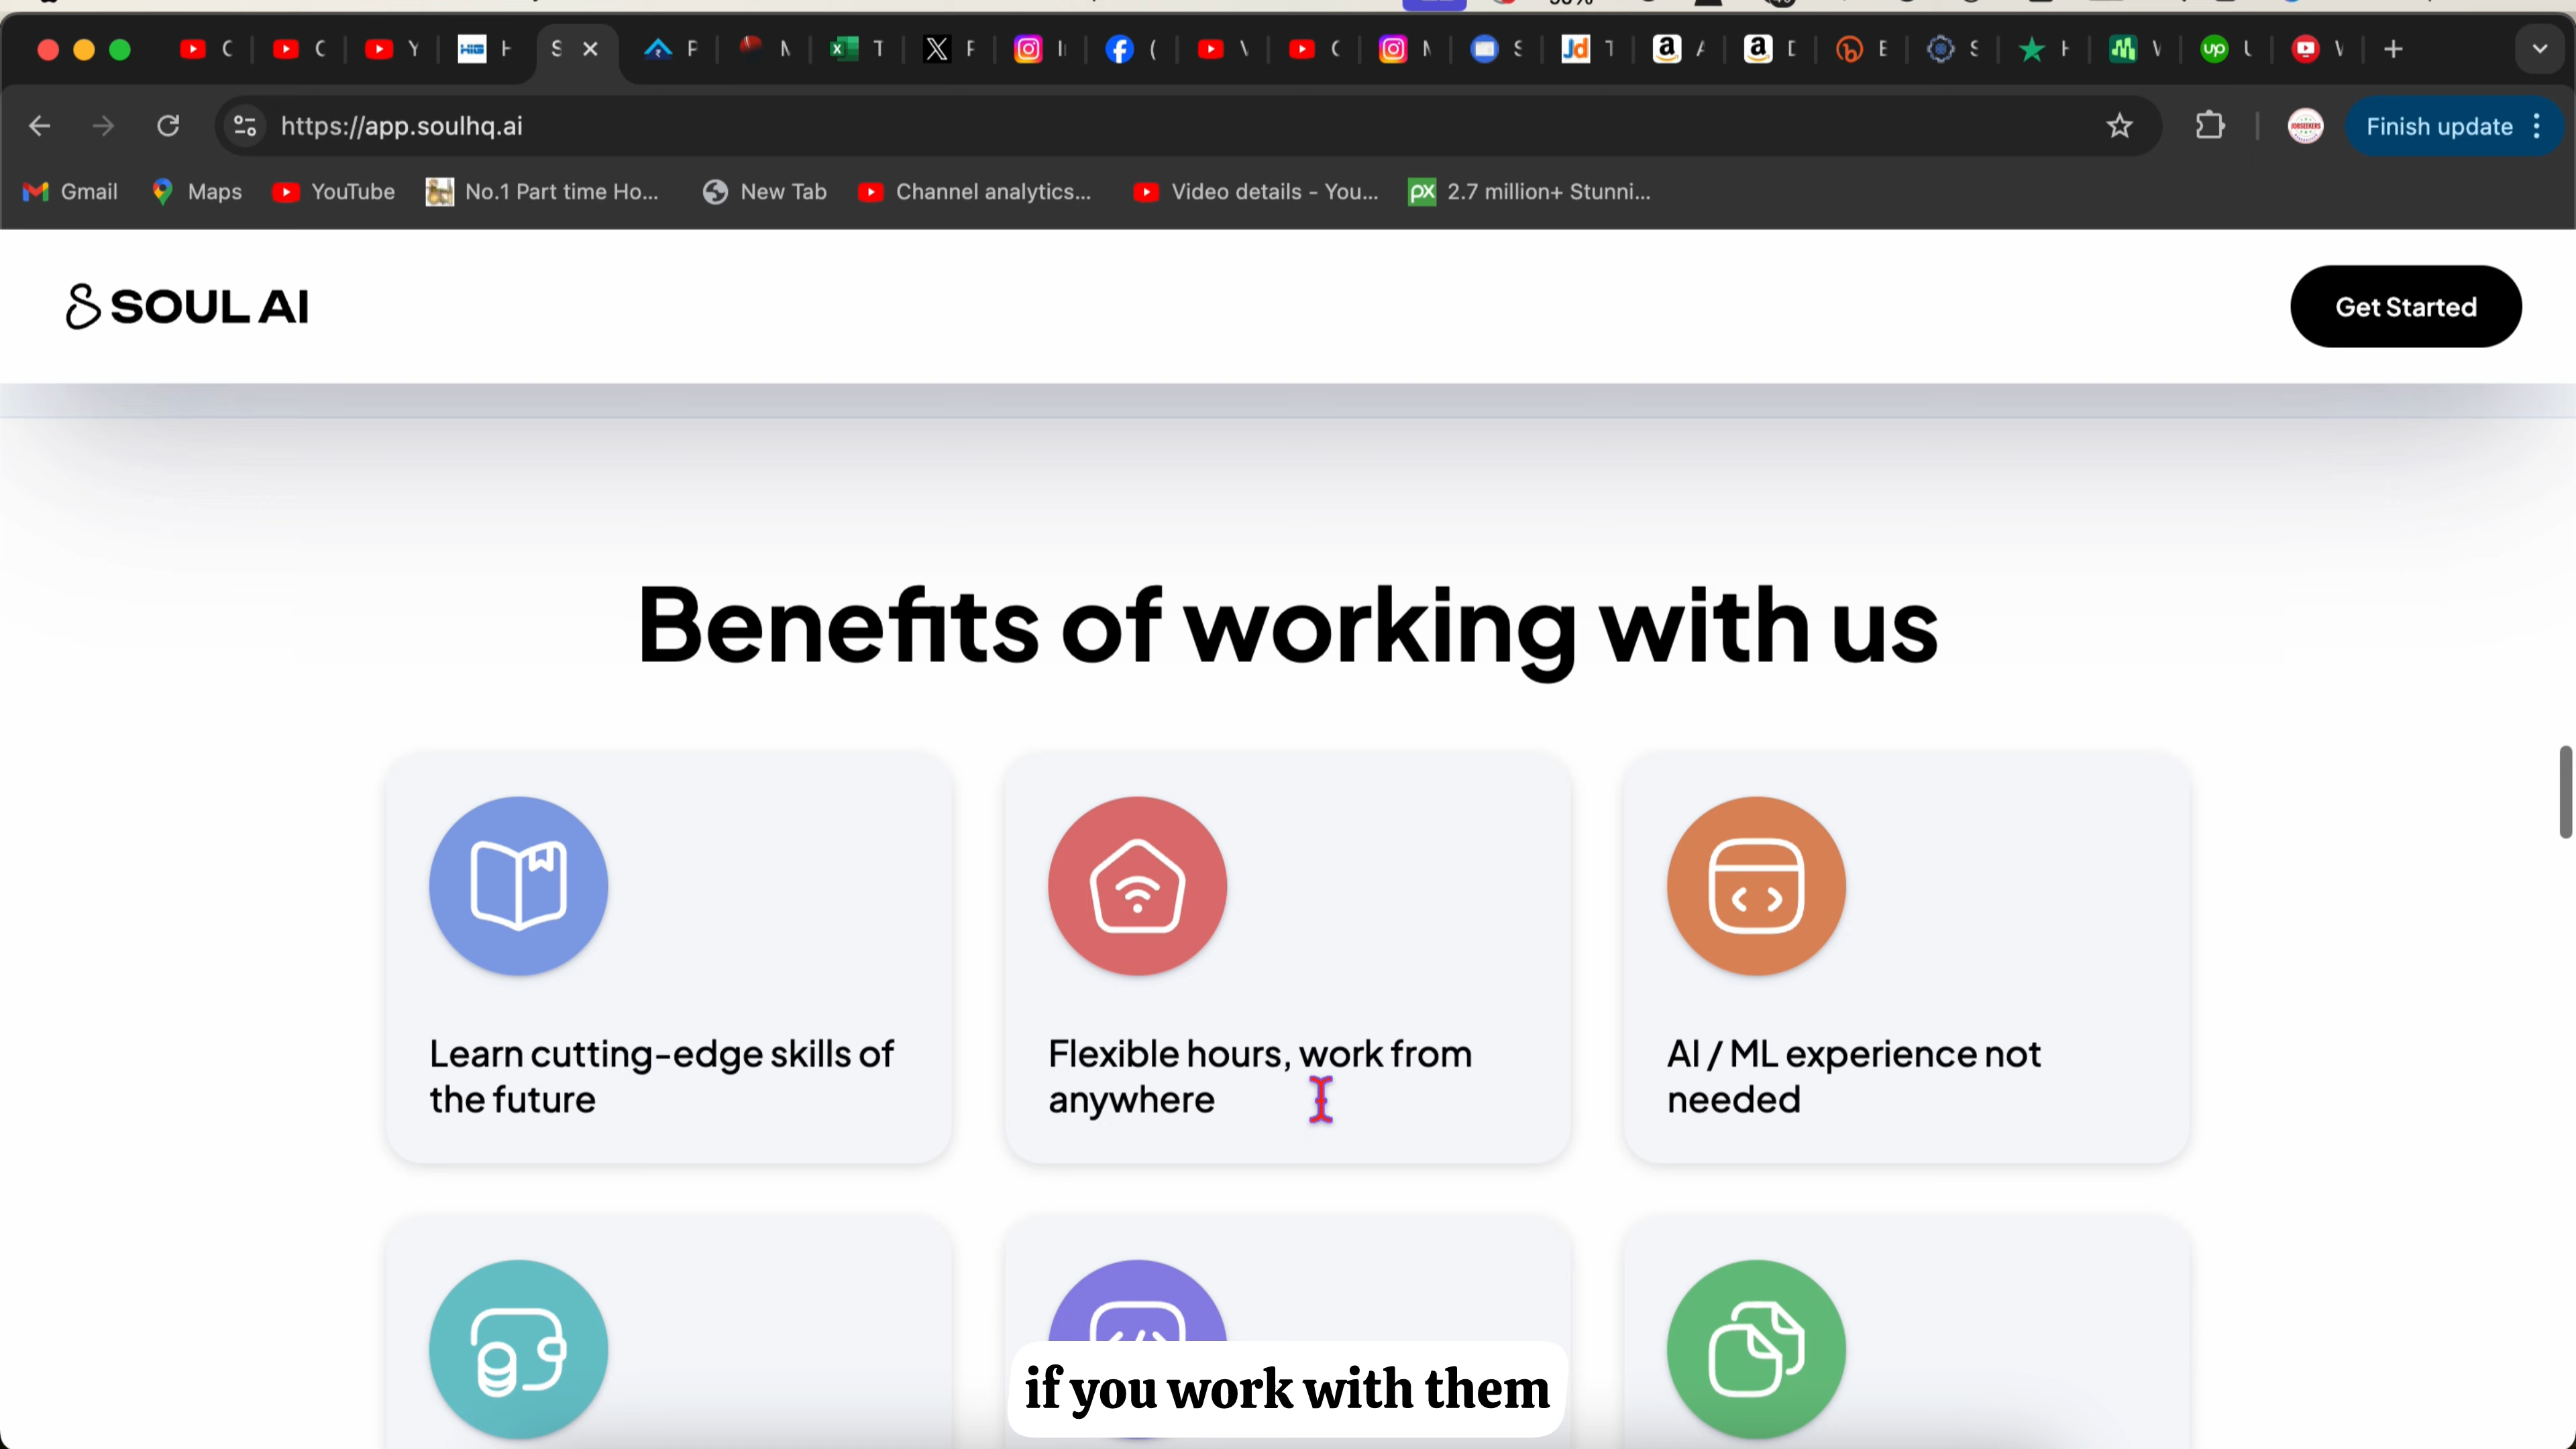 https://app.soulhq.ai
Finish update
Gmail
Maps
YouTube
No.1 Part time Ho...
New Tab
Channel analytics...
Video details - You...
2.7 million+ Stunni...
SOUL AI
Get Started
Benefits of working with us
Learn cutting-edge skills of
the future
Flexible hours, work from
anywhere
AI / ML experience not
needed
if you work with them